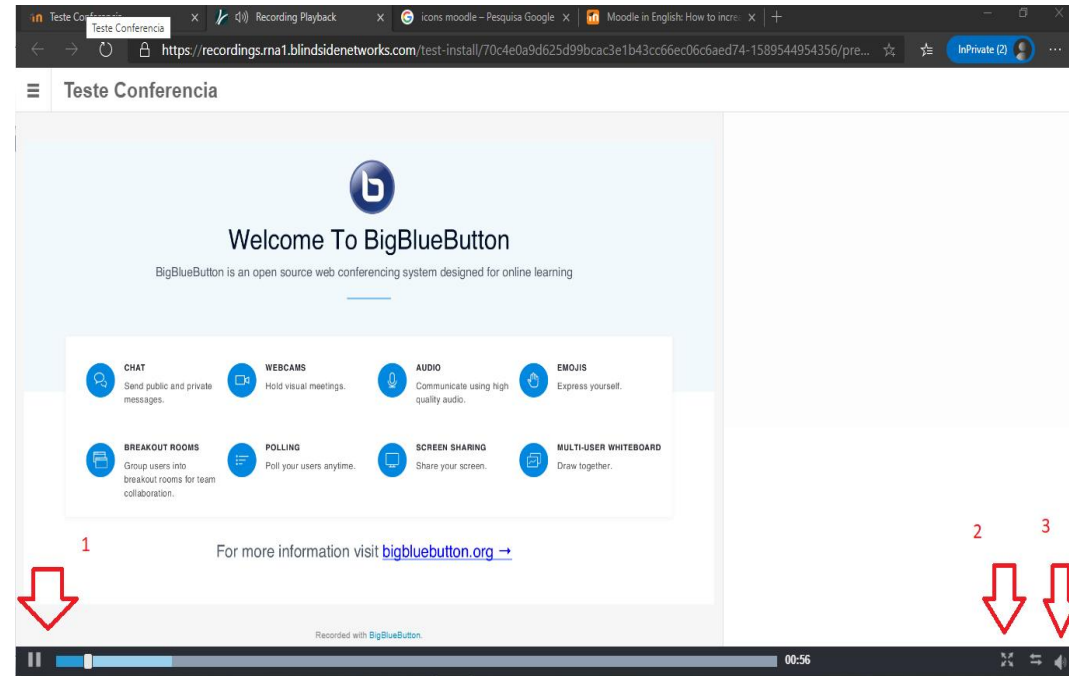 Teste Conferencia
Recording Playback
icons moodle – Pesquisa Google
Moodle in English: How to incre
Teste Conferencia
https://recordings.rna1.blindsidenetworks.com/test-install/70c4e0a9d625d99bcac3e1b43cc66ec06c6aed74-1589544954356/pre...
InPrivate (2)
Teste Conferencia
Welcome To BigBlueButton
BigBlueButton is an open source web conferencing system designed for online learning
CHAT
Send public and private
messages.
WEBCAMS
Hold visual meetings.
AUDIO
Communicate using high
quality audio.
EMOJIS
Express yourself.
BREAKOUT ROOMS
Group users into
breakout rooms for team
collaboration.
POLLING
Poll your users anytime.
SCREEN SHARING
Share your screen.
MULTI-USER WHITEBOARD
Draw together.
1
2
3
For more information visit bigbluebutton.org →
Recorded with BigBlueButton.
00:56